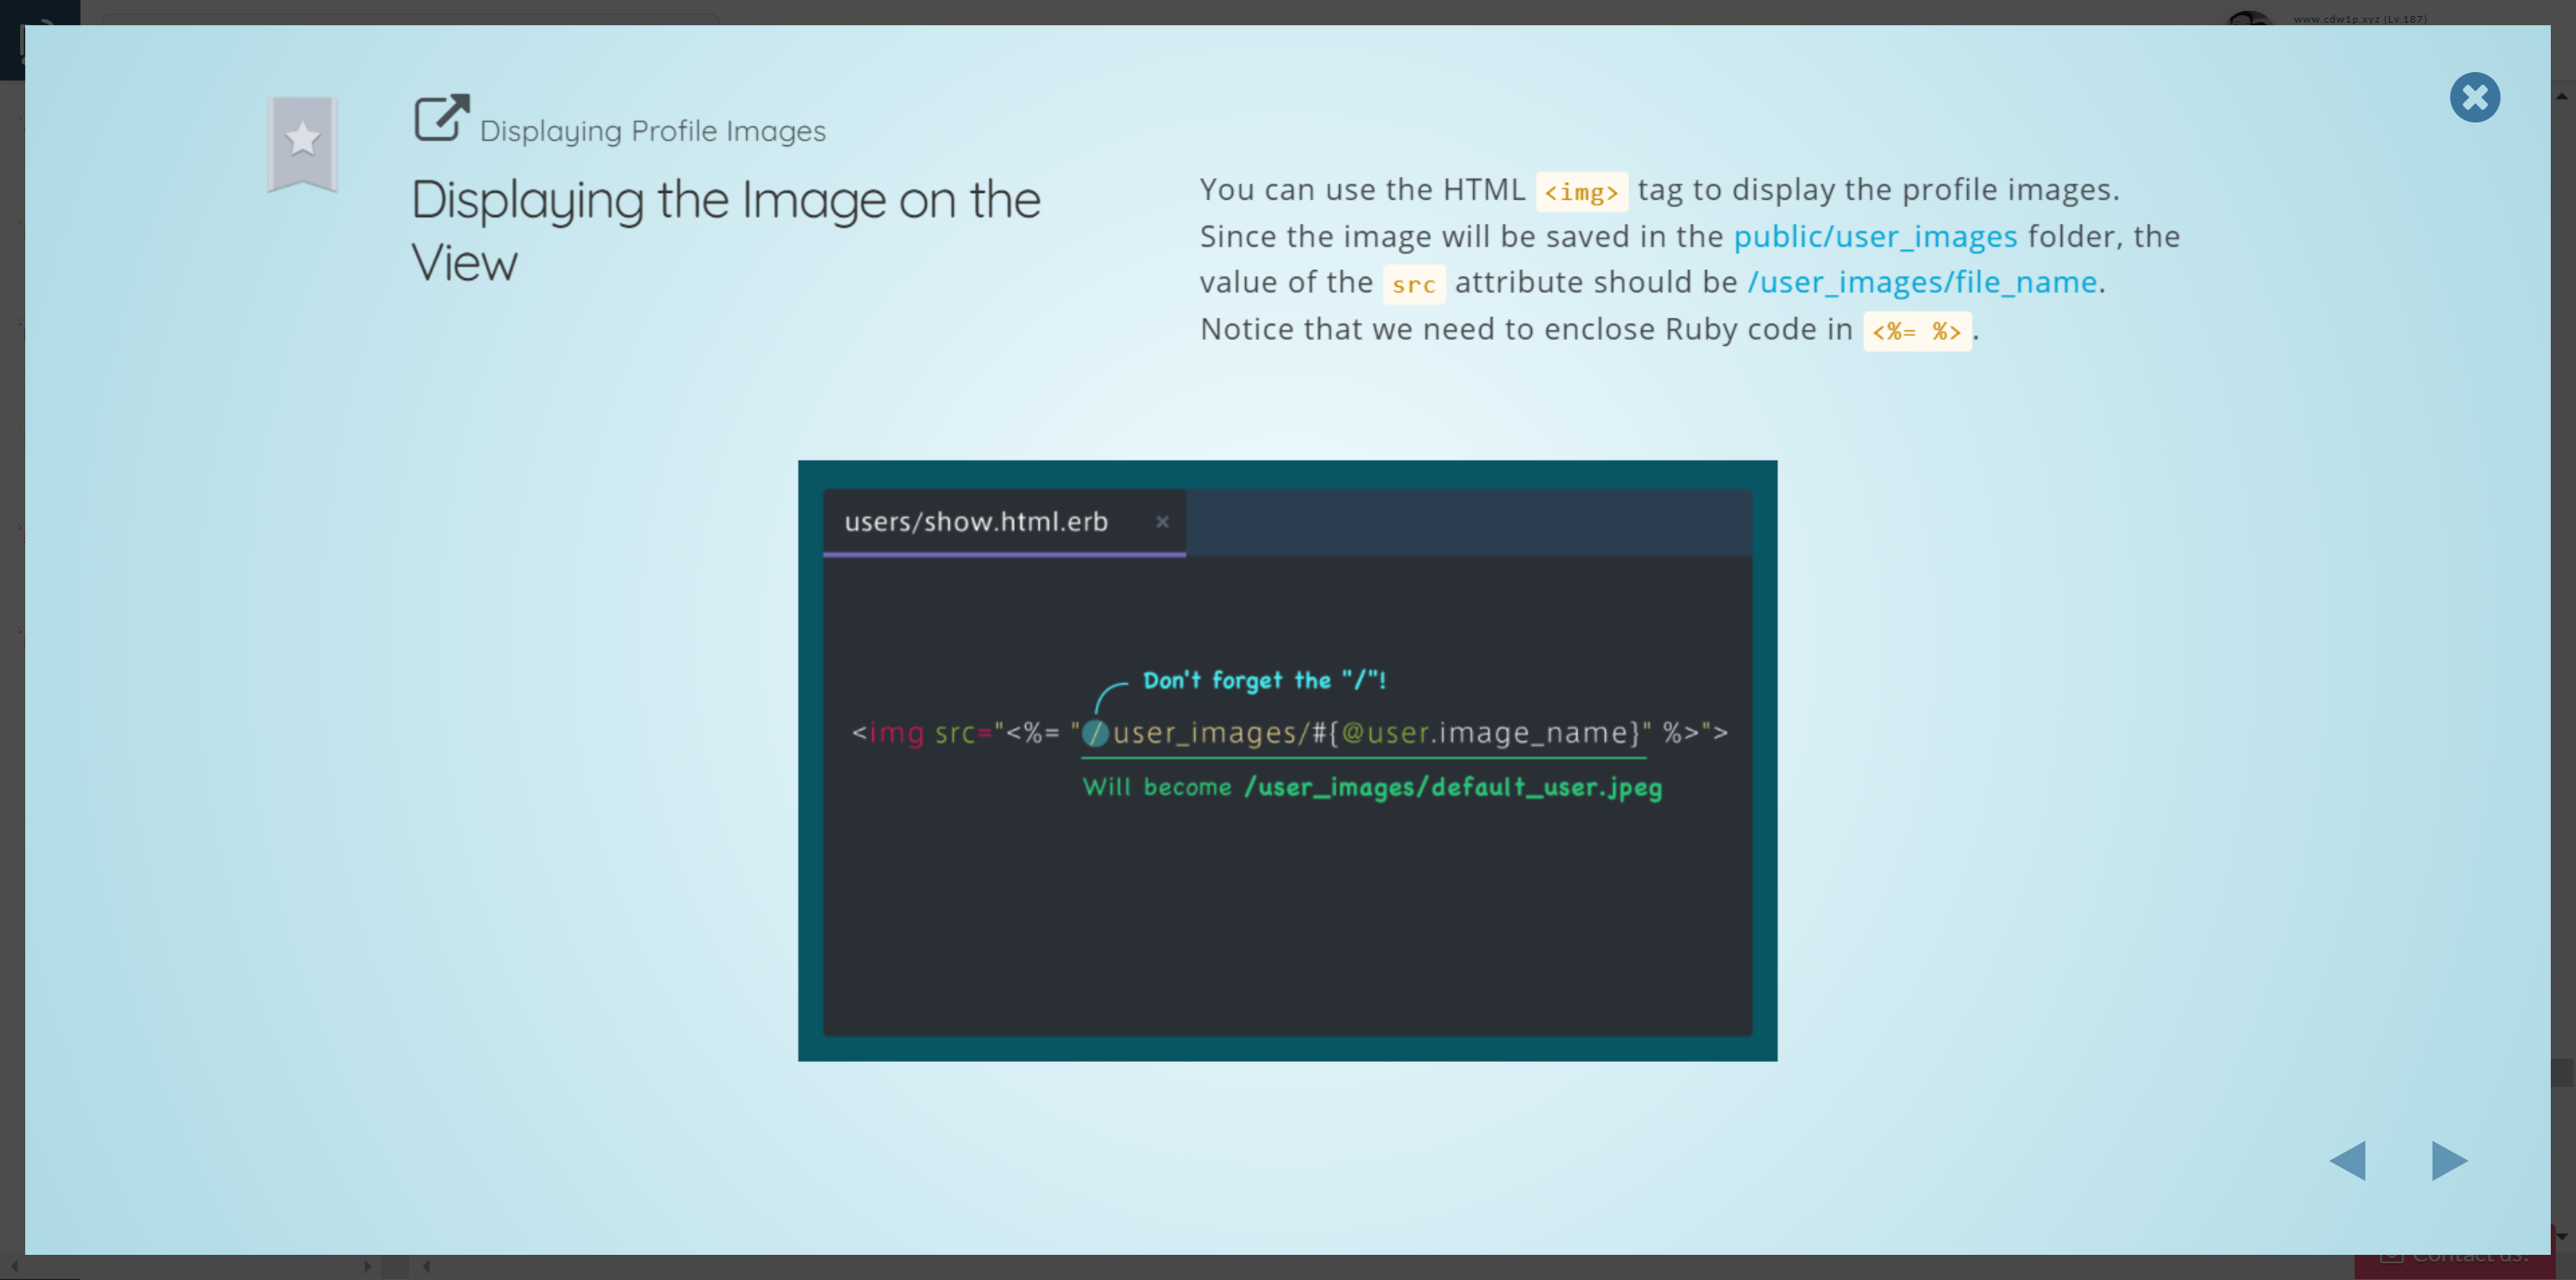 www.cdw1p.xyz (Lv.187)
Displaying Profile Images
Displaying the Image on the
View
You can use the HTML <img> tag to display the profile images.
Since the image will be saved in the public/user_images folder, the
value of the src attribute should be /user_images/file_name.
Notice that we need to enclose Ruby code in <%= %>.
users/show.html.erb ×
Don't forget the "/"!
<img src="<%= "/user_images/#{@user.image_name}" %>">
Will become /user_images/default_user.jpeg
Contact us!